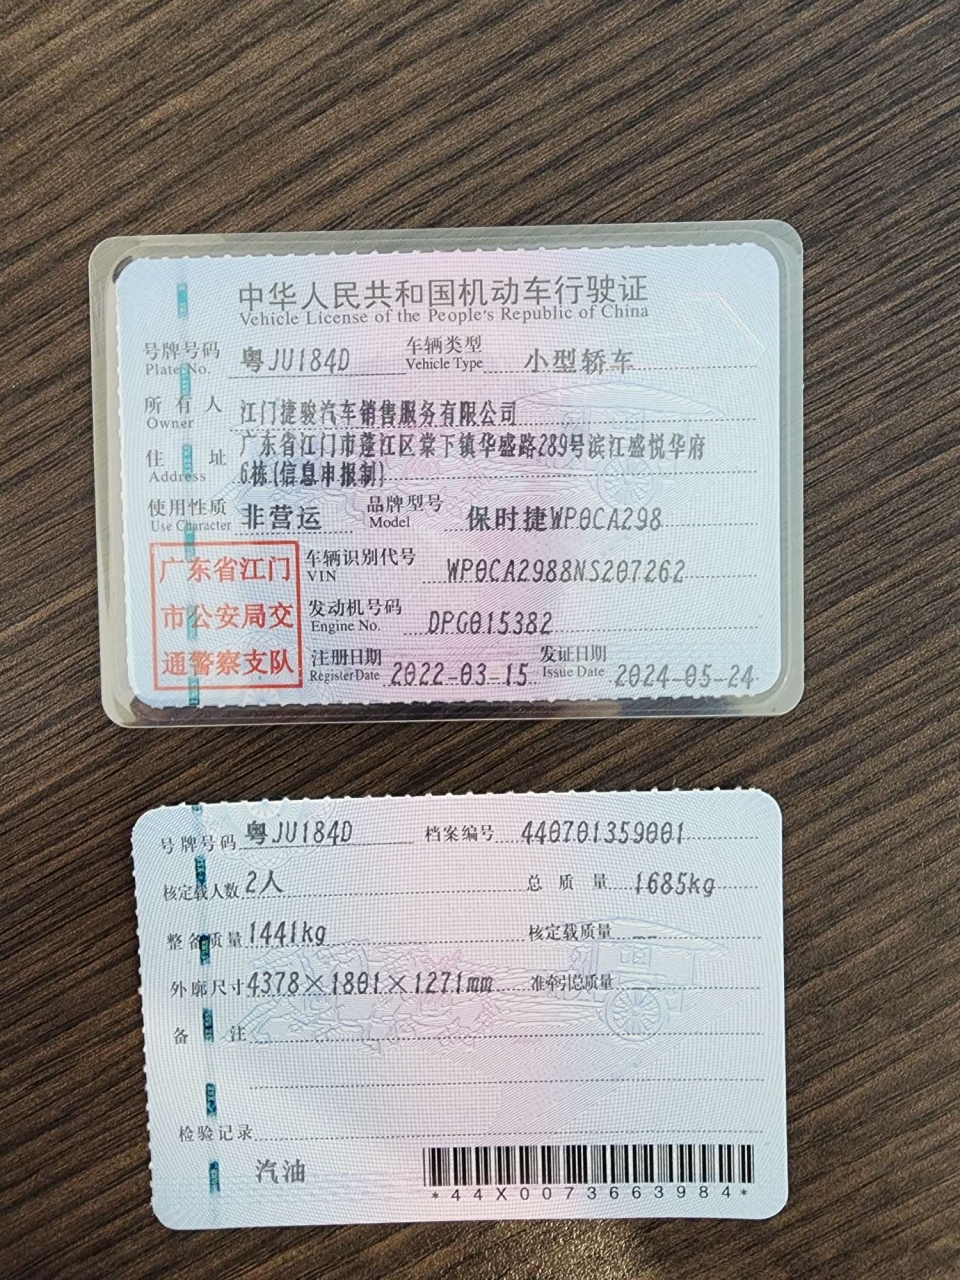 中华人民共和国机动车行驶证
Vehicle License of the People's Republic of China
号牌号码 粤JU184D 车辆类型 小型轿车
Plate No. Vehicle Type
所有人 江门捷骏汽车销售服务有限公司
Owner
住址 广东省江门市蓬江区棠下镇华盛路289号滨江盛悦华府
Address 6栋(信息申报制)
使用性质 非营运 品牌型号 保时捷WP0CA298
Use Character Model
广东省江门
市公安局交
通警察支队
车辆识别代号 WP0CA2988NS207262
VIN
发动机号码 DPG015382
Engine No.
注册日期 2022-03-15 发证日期 2024-05-24
Register Date Issue Date
号牌号码 粤JU184D 档案编号 440701359001
核定载人数 2人 总质量 1685kg
整备质量 1441kg 核定载质量 --
外廓尺寸 4378×1801×1271mm 准牵引总质量 --
备注
检验记录
汽油
*44X0073663984*